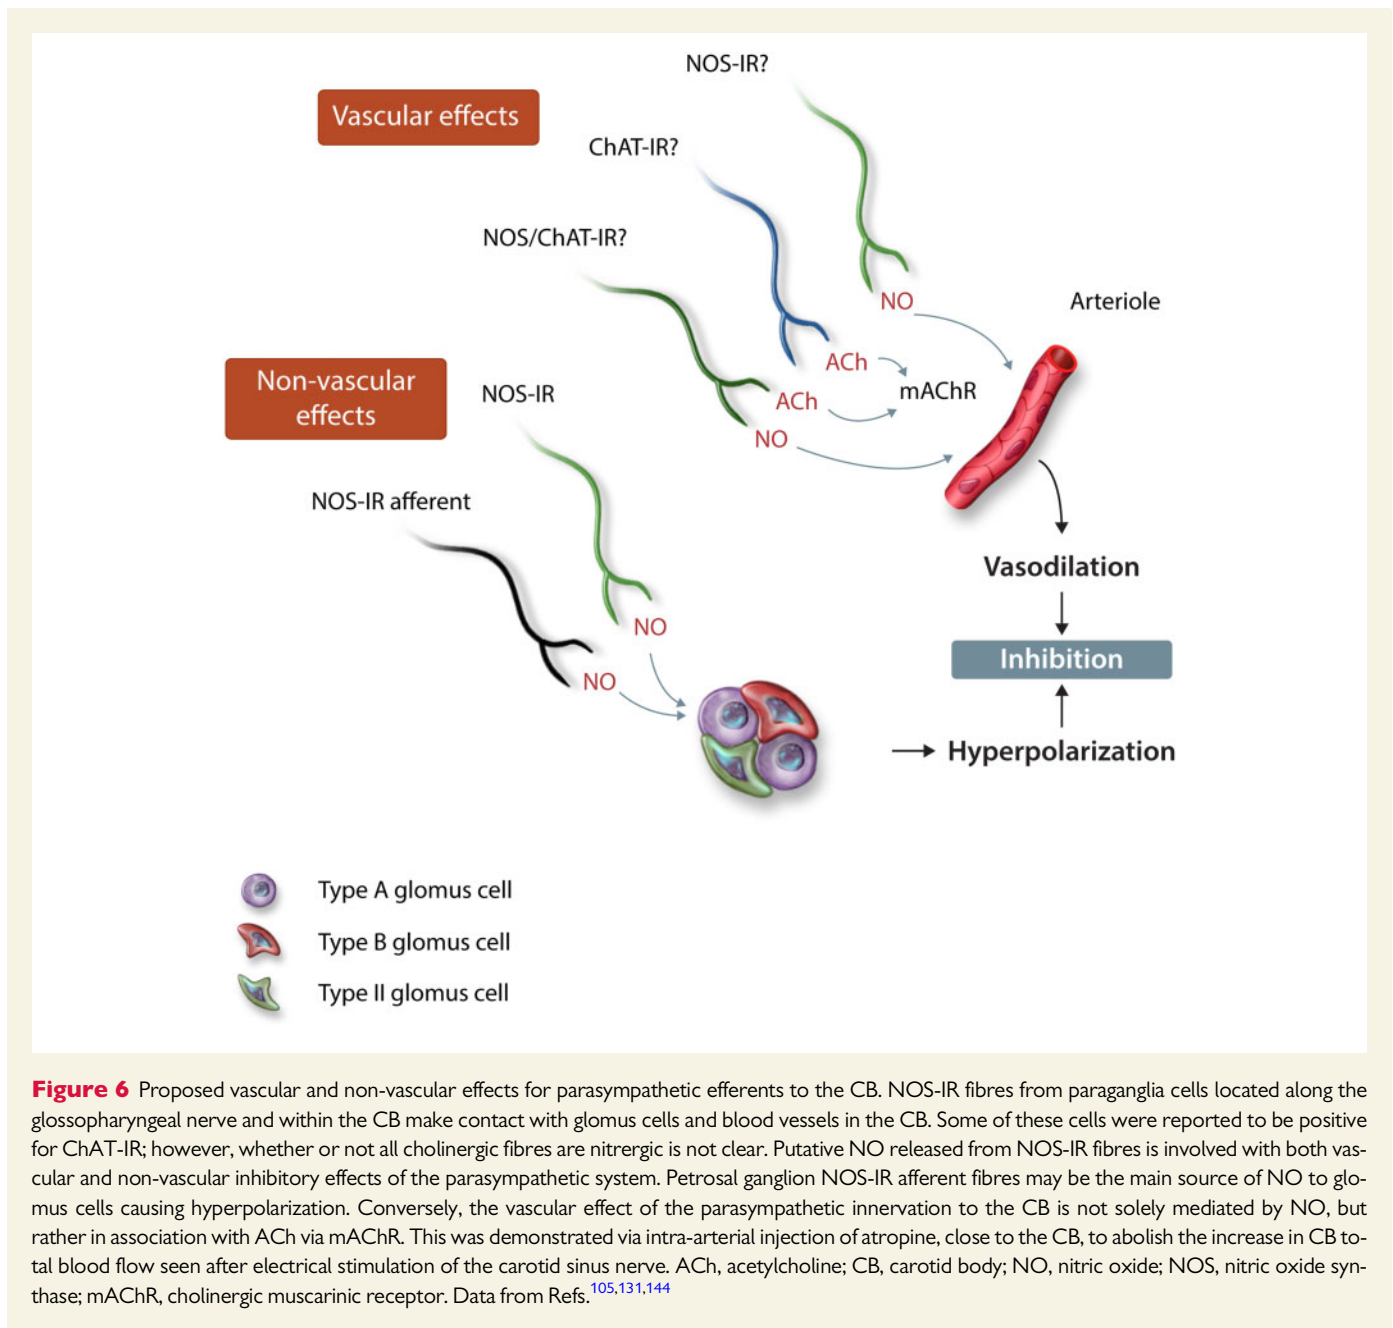 NOS-IR?
Vascular effects
ChAT-IR?
NOS/ChAT-IR?
NO
Arteriole
ACh
mAChR
Non-vascular
effects
NOS-IR
ACh
NO
NOS-IR afferent
Vasodilation
NO
Inhibition
NO
Hyperpolarization
Type A glomus cell
Type B glomus cell
Type II glomus cell
Figure 6 Proposed vascular and non-vascular effects for parasympathetic efferents to the CB. NOS-IR fibres from paraganglia cells located along the
glossopharyngeal nerve and within the CB make contact with glomus cells and blood vessels in the CB. Some of these cells were reported to be positive
for ChAT-IR; however, whether or not all cholinergic fibres are nitrergic is not clear. Putative NO released from NOS-IR fibres is involved with both vas-
cular and non-vascular inhibitory effects of the parasympathetic system. Petrosal ganglion NOS-IR afferent fibres may be the main source of NO to glo-
mus cells causing hyperpolarization. Conversely, the vascular effect of the parasympathetic innervation to the CB is not solely mediated by NO, but
rather in association with ACh via mAChR. This was demonstrated via intra-arterial injection of atropine, close to the CB, to abolish the increase in CB to-
tal blood flow seen after electrical stimulation of the carotid sinus nerve. ACh, acetylcholine; CB, carotid body; NO, nitric oxide; NOS, nitric oxide syn-
thase; mAChR, cholinergic muscarinic receptor. Data from Refs.105,131,144